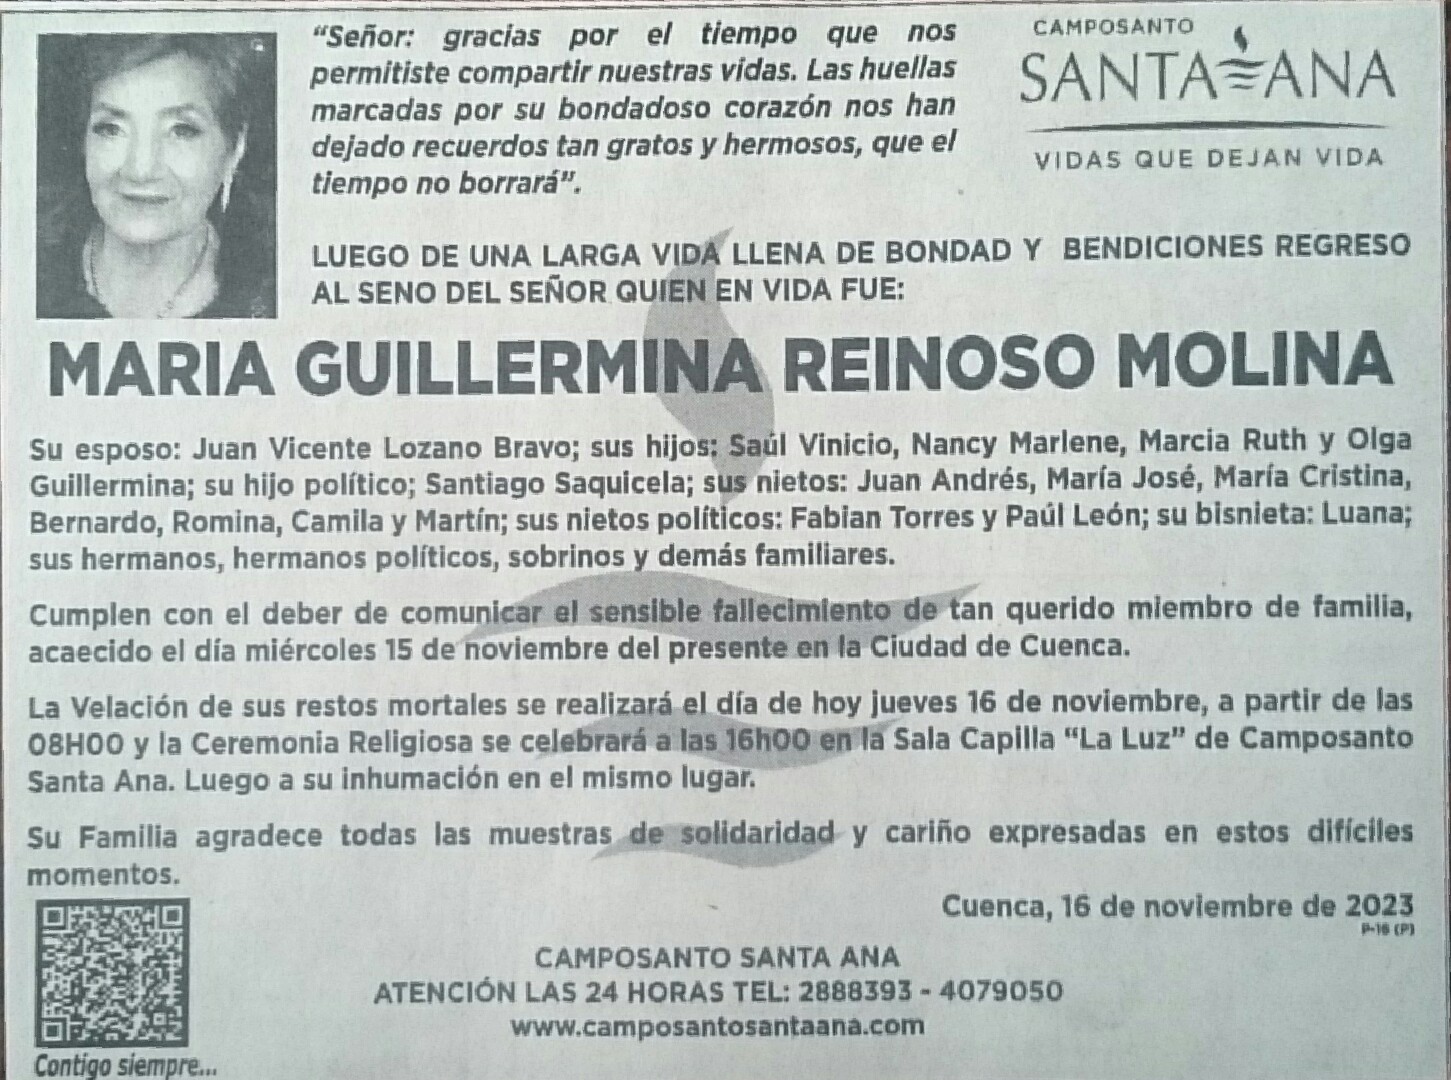 “Señor: gracias por el tiempo que nos
permitiste compartir nuestras vidas. Las huellas
marcadas por su bondadoso corazón nos han
dejado recuerdos tan gratos y hermosos, que el
tiempo no borrará”.
CAMPOSANTO
SANTA ANA
VIDAS QUE DEJAN VIDA
LUEGO DE UNA LARGA VIDA LLENA DE BONDAD Y BENDICIONES REGRESO
AL SENO DEL SEÑOR QUIEN EN VIDA FUE:
MARIA GUILLERMINA REINOSO MOLINA
Su esposo: Juan Vicente Lozano Bravo; sus hijos: Saúl Vinicio, Nancy Marlene, Marcia Ruth y Olga
Guillermina; su hijo político; Santiago Saquicela; sus nietos: Juan Andrés, María José, María Cristina,
Bernardo, Romina, Camila y Martín; sus nietos políticos: Fabian Torres y Paúl León; su bisnieta: Luana;
sus hermanos, hermanos políticos, sobrinos y demás familiares.
Cumplen con el deber de comunicar el sensible fallecimiento de tan querido miembro de familia,
acaecido el día miércoles 15 de noviembre del presente en la Ciudad de Cuenca.
La Velación de sus restos mortales se realizará el día de hoy jueves 16 de noviembre, a partir de las
08H00 y la Ceremonia Religiosa se celebrará a las 16h00 en la Sala Capilla “La Luz” de Camposanto
Santa Ana. Luego a su inhumación en el mismo lugar.
Su Familia agradece todas las muestras de solidaridad y cariño expresadas en estos difíciles
momentos.
Cuenca, 16 de noviembre de 2023
P-16 (P)
CAMPOSANTO SANTA ANA
ATENCIÓN LAS 24 HORAS TEL: 2888393 - 4079050
www.camposantosantaana.com
Contigo siempre...